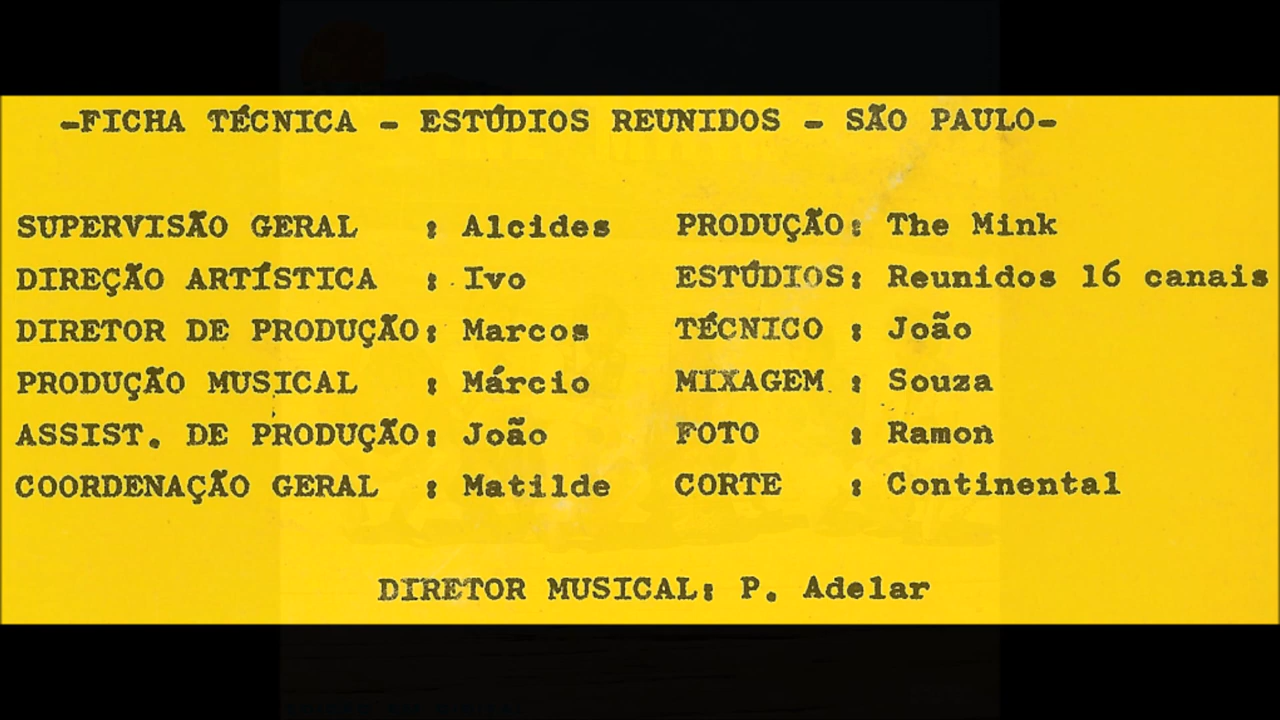 -FICHA TÉCNICA - ESTÚDIOS REUNIDOS - SÃO PAULO-
SUPERVISÃO GERAL : Alcides PRODUÇÃO: The Mink
DIREÇÃO ARTÍSTICA : Ivo ESTÚDIOS: Reunidos 16 canais
DIRETOR DE PRODUÇÃO: Marcos TÉCNICO : João
PRODUÇÃO MUSICAL : Márcio MIXAGEM : Souza
ASSIST. DE PRODUÇÃO: João FOTO : Ramon
COORDENAÇÃO GERAL : Matilde CORTE : Continental
DIRETOR MUSICAL: P. Adelar